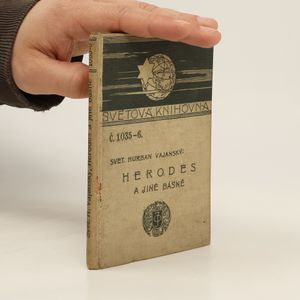 SVĚTOVÁ KNIHOVNA
Č. 1035-6.
SVET. HURBAN VAJANSKÝ:
HERODES
A JINÉ BÁSNĚ